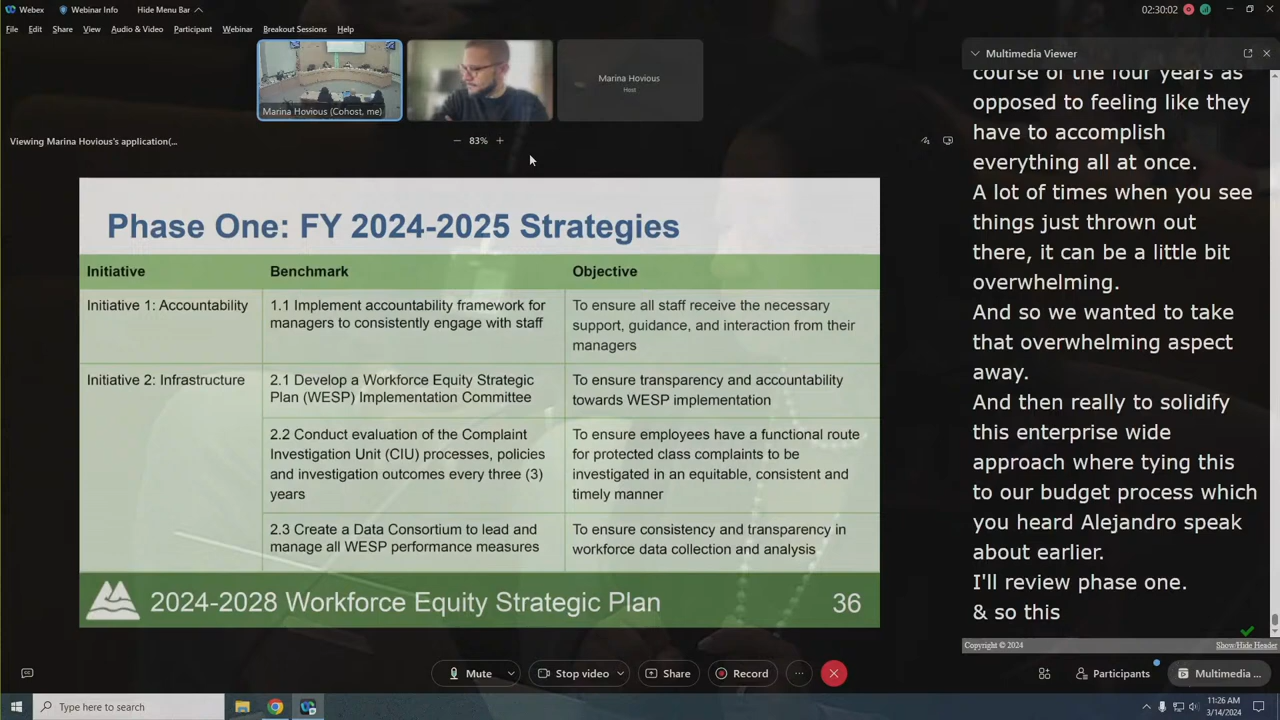 Webex
Webinar Info
Hide Menu Bar
02:30:02
File Edit Share View Audio & Video Participant Webinar Breakout Sessions Help
Marina Hovious (Cohost, me)
Marina Hovious
Host
Viewing Marina Hovious's application(...
83%
Phase One: FY 2024-2025 Strategies
Initiative Benchmark Objective
Initiative 1: Accountability
1.1 Implement accountability framework for
managers to consistently engage with staff
To ensure all staff receive the necessary
support, guidance, and interaction from their
managers
Initiative 2: Infrastructure
2.1 Develop a Workforce Equity Strategic
Plan (WESP) Implementation Committee
To ensure transparency and accountability
towards WESP implementation
2.2 Conduct evaluation of the Complaint
Investigation Unit (CIU) processes, policies
and investigation outcomes every three (3)
years
To ensure employees have a functional route
for protected class complaints to be
investigated in an equitable, consistent and
timely manner
2.3 Create a Data Consortium to lead and
manage all WESP performance measures
To ensure consistency and transparency in
workforce data collection and analysis
2024-2028 Workforce Equity Strategic Plan
36
Multimedia Viewer
course of the four years as
opposed to feeling like they
have to accomplish
everything all at once.
A lot of times when you see
things just thrown out
there, it can be a little bit
overwhelming.
And so we wanted to take
that overwhelming aspect
away.
And then really to solidify
this enterprise wide
approach where tying this
to our budget process which
you heard Alejandro speak
about earlier.
I'll review phase one.
& so this
Copyright © 2024
Show/Hide Header
Mute
Stop video
Share
Record
Participants
Multimedia ...
Type here to search
11:26 AM
3/14/2024